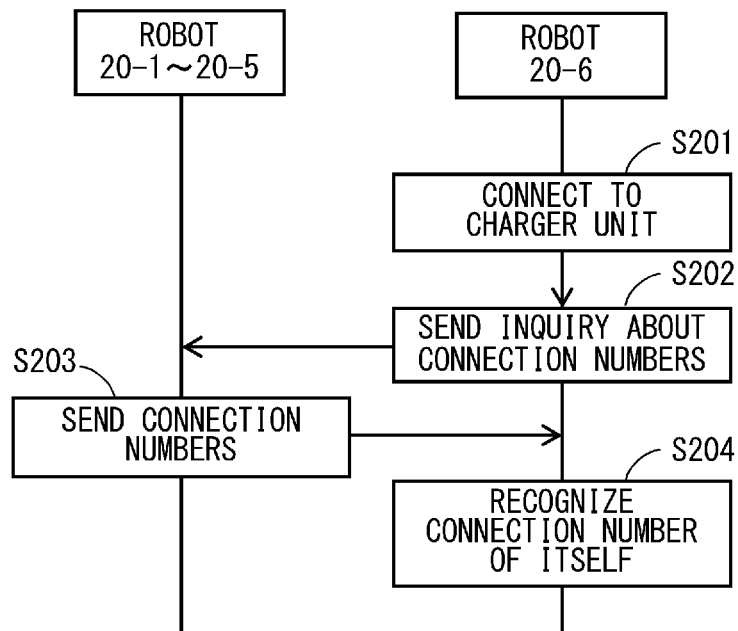 ROBOT
20-1～20-5
ROBOT
20-6
S201
CONNECT TO
CHARGER UNIT
S202
SEND INQUIRY ABOUT
CONNECTION NUMBERS
S203
SEND CONNECTION
NUMBERS
S204
RECOGNIZE
CONNECTION NUMBER
OF ITSELF